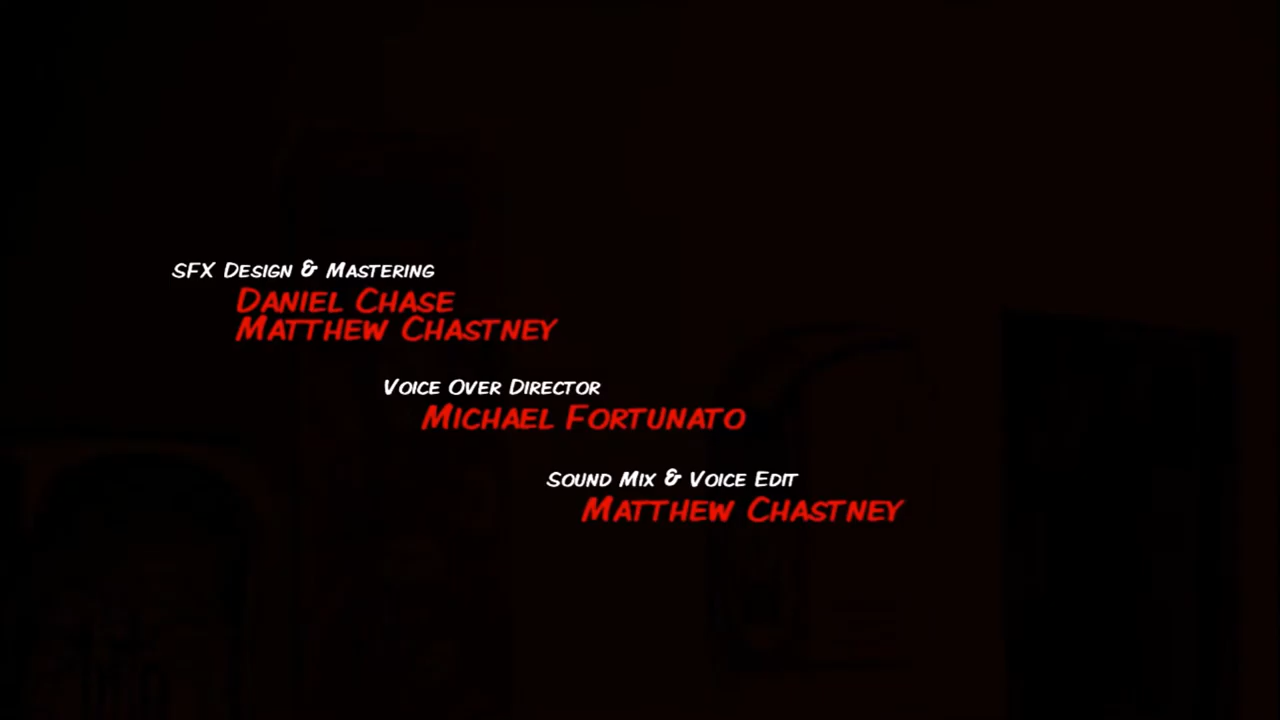 SFX Design & Mastering
Daniel Chase
Matthew Chastney
Voice Over Director
Michael Fortunato
Sound Mix & Voice Edit
Matthew Chastney